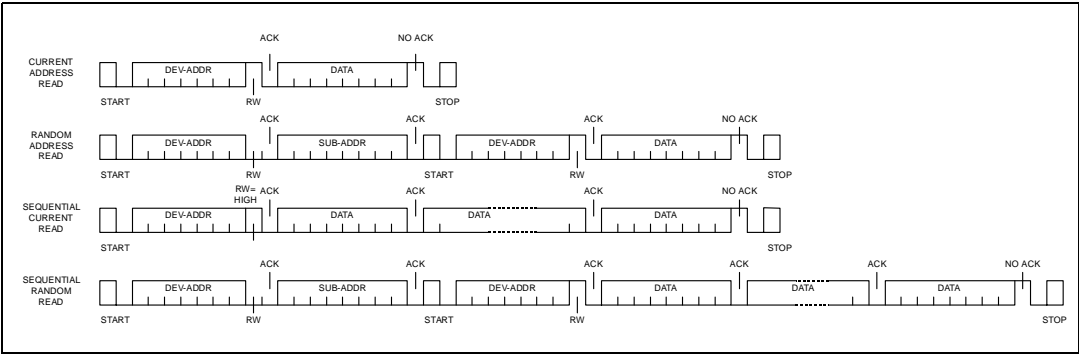 ACK NO ACK
CURRENT
ADDRESS
READ
DEV-ADDR DATA
START RW STOP
ACK ACK ACK NO ACK
RANDOM
ADDRESS
READ
DEV-ADDR SUB-ADDR DEV-ADDR DATA
START RW START RW STOP
RW=
HIGH
ACK ACK ACK NO ACK
SEQUENTIAL
CURRENT
READ
DEV-ADDR DATA DATA DATA
START STOP
ACK ACK ACK ACK ACK NO ACK
SEQUENTIAL
RANDOM
READ
DEV-ADDR SUB-ADDR DEV-ADDR DATA DATA DATA
START RW START RW STOP